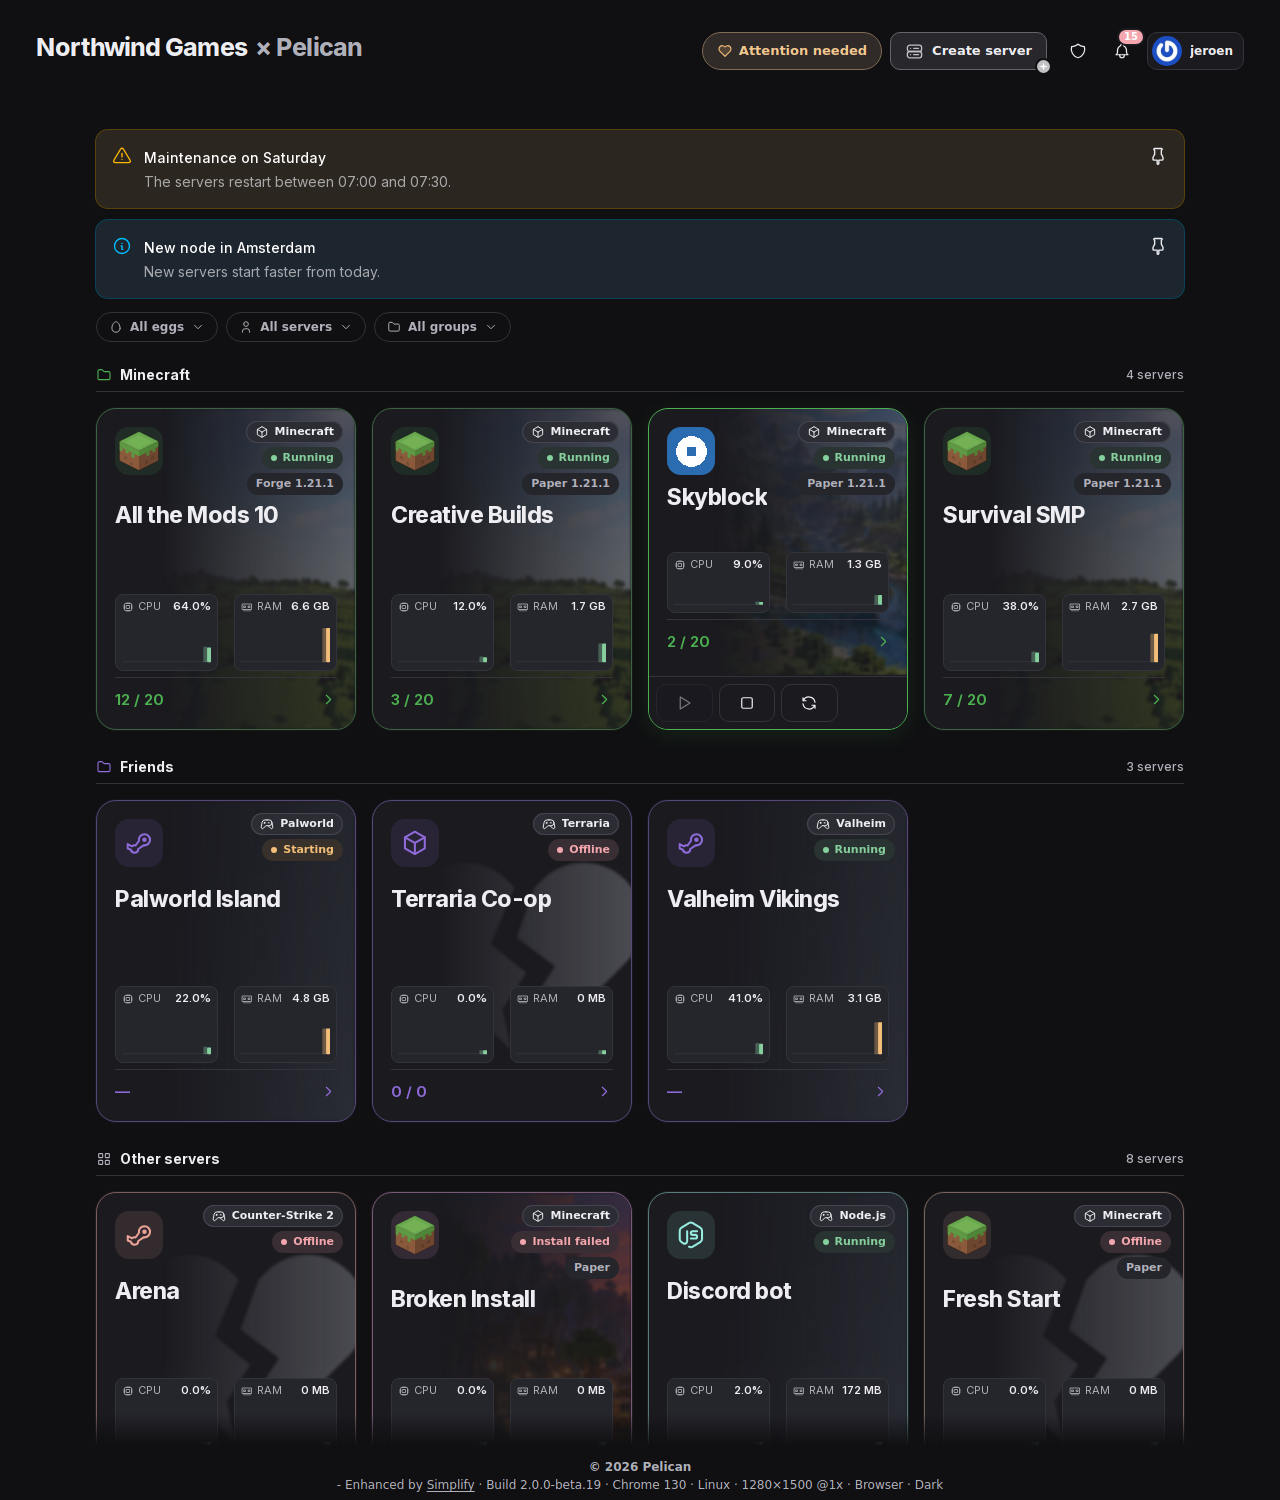 Northwind Games × Pelican
Attention needed
Create server
15
jeroen
Maintenance on Saturday
The servers restart between 07:00 and 07:30.
New node in Amsterdam
New servers start faster from today.
All eggs
All servers
All groups
Minecraft
4 servers
Minecraft
Running
Forge 1.21.1
All the Mods 10
CPU 64.0%
RAM 6.6 GB
12 / 20
Minecraft
Running
Paper 1.21.1
Creative Builds
CPU 12.0%
RAM 1.7 GB
3 / 20
Minecraft
Running
Paper 1.21.1
Skyblock
CPU 9.0%
RAM 1.3 GB
2 / 20
Minecraft
Running
Paper 1.21.1
Survival SMP
CPU 38.0%
RAM 2.7 GB
7 / 20
Friends
3 servers
Palworld
Starting
Palworld Island
CPU 22.0%
RAM 4.8 GB
—
Terraria
Offline
Terraria Co-op
CPU 0.0%
RAM 0 MB
0 / 0
Valheim
Running
Valheim Vikings
CPU 41.0%
RAM 3.1 GB
—
Other servers
8 servers
Counter-Strike 2
Offline
Arena
CPU 0.0%
RAM 0 MB
Minecraft
Install failed
Paper
Broken Install
CPU 0.0%
RAM 0 MB
JS
Node.js
Running
Discord bot
CPU 2.0%
RAM 172 MB
Minecraft
Offline
Paper
Fresh Start
CPU 0.0%
RAM 0 MB
© 2026 Pelican
- Enhanced by Simplify · Build 2.0.0-beta.19 · Chrome 130 · Linux · 1280×1500 @1x · Browser · Dark